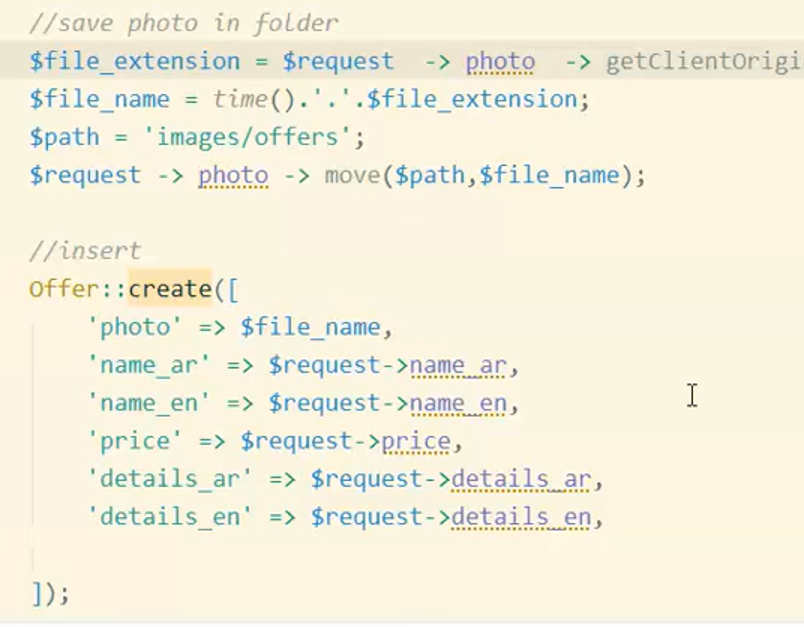 //save photo in folder
$file_extension = $request  -> photo  -> getClientOrigi
$file_name = time().'.'.$file_extension;
$path = 'images/offers';
$request -> photo -> move($path,$file_name);
//insert
Offer::create([
'photo' => $file_name,
'name_ar' => $request->name_ar,
'name_en' => $request->name_en,
'price' => $request->price,
'details_ar' => $request->details_ar,
'details_en' => $request->details_en,
]);